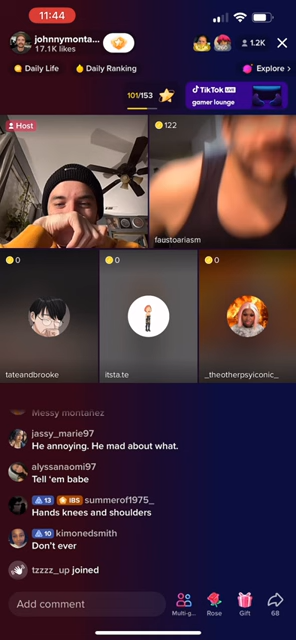 11:44
johnnymonta...
17.1K likes
1.2K
Daily Life
Daily Ranking
Explore >
101/153
TikTok LIVE
gamer lounge
Host
122
faustoariasm
0
0
0
tateandbrooke
itsta.te
_theotherpsyiconic_
Messy montañez
jassy_marie97
He annoying. He mad about what.
alyssanaomi97
Tell 'em babe
13 IBS summerof1975_
Hands knees and shoulders
10 kimonedsmith
Don't ever
tzzzz_up joined
Add comment
Multi-g...
Rose
Gift
68